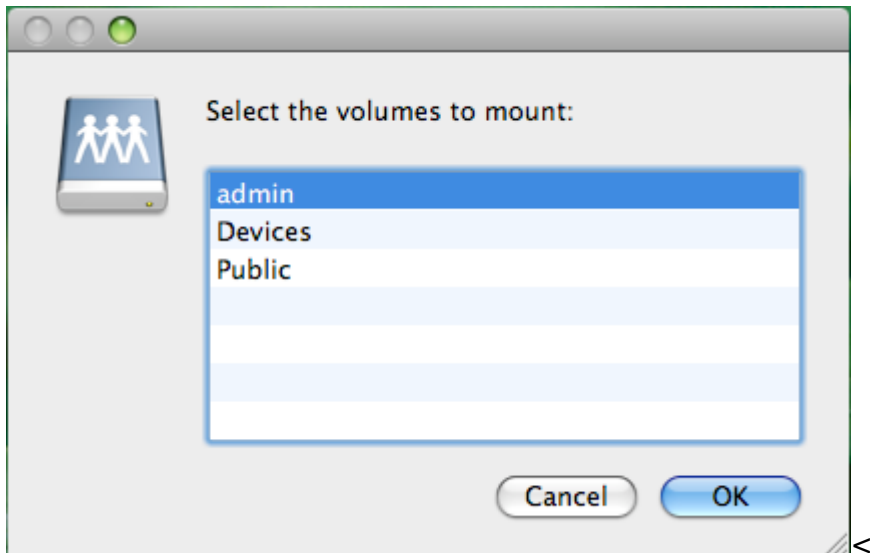 Select the volumes to mount:
admin
Devices
Public
Cancel OK
<